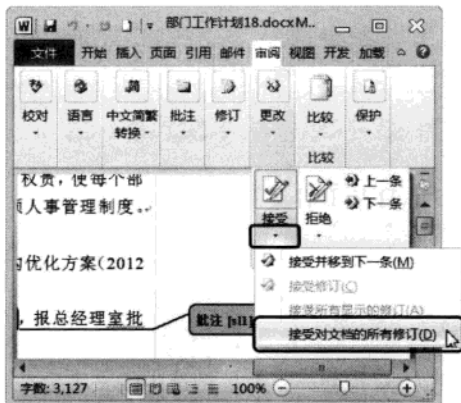 部门工作计划18.docx M..
文件 开始 插入 页面 引用 邮件 审阅 视图 开发 加载
校对 语言 中文简繁 批注 修订 更改 比较 保护
转换
比较
权责，使每个部
人事管理制度。
接受 拒绝 上一条
下一条
的优化方案(2012
接受并移到下一条(M)
接受修订(C)
接受所有显示的修订(A)
接受对文档的所有修订(D)
，报总经理室批
批注 [sl1]
字数: 3,127 100%